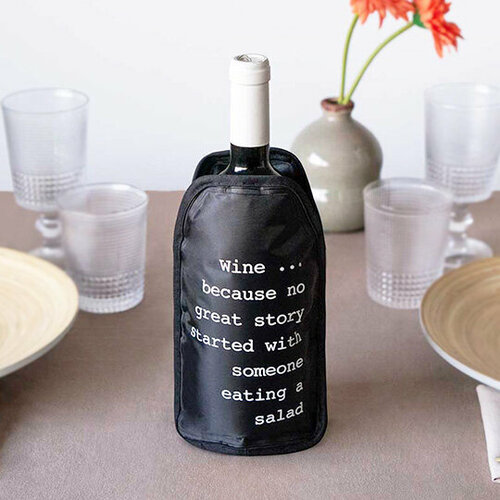 Wine ...
because no
great story
started with
someone
eating a
salad